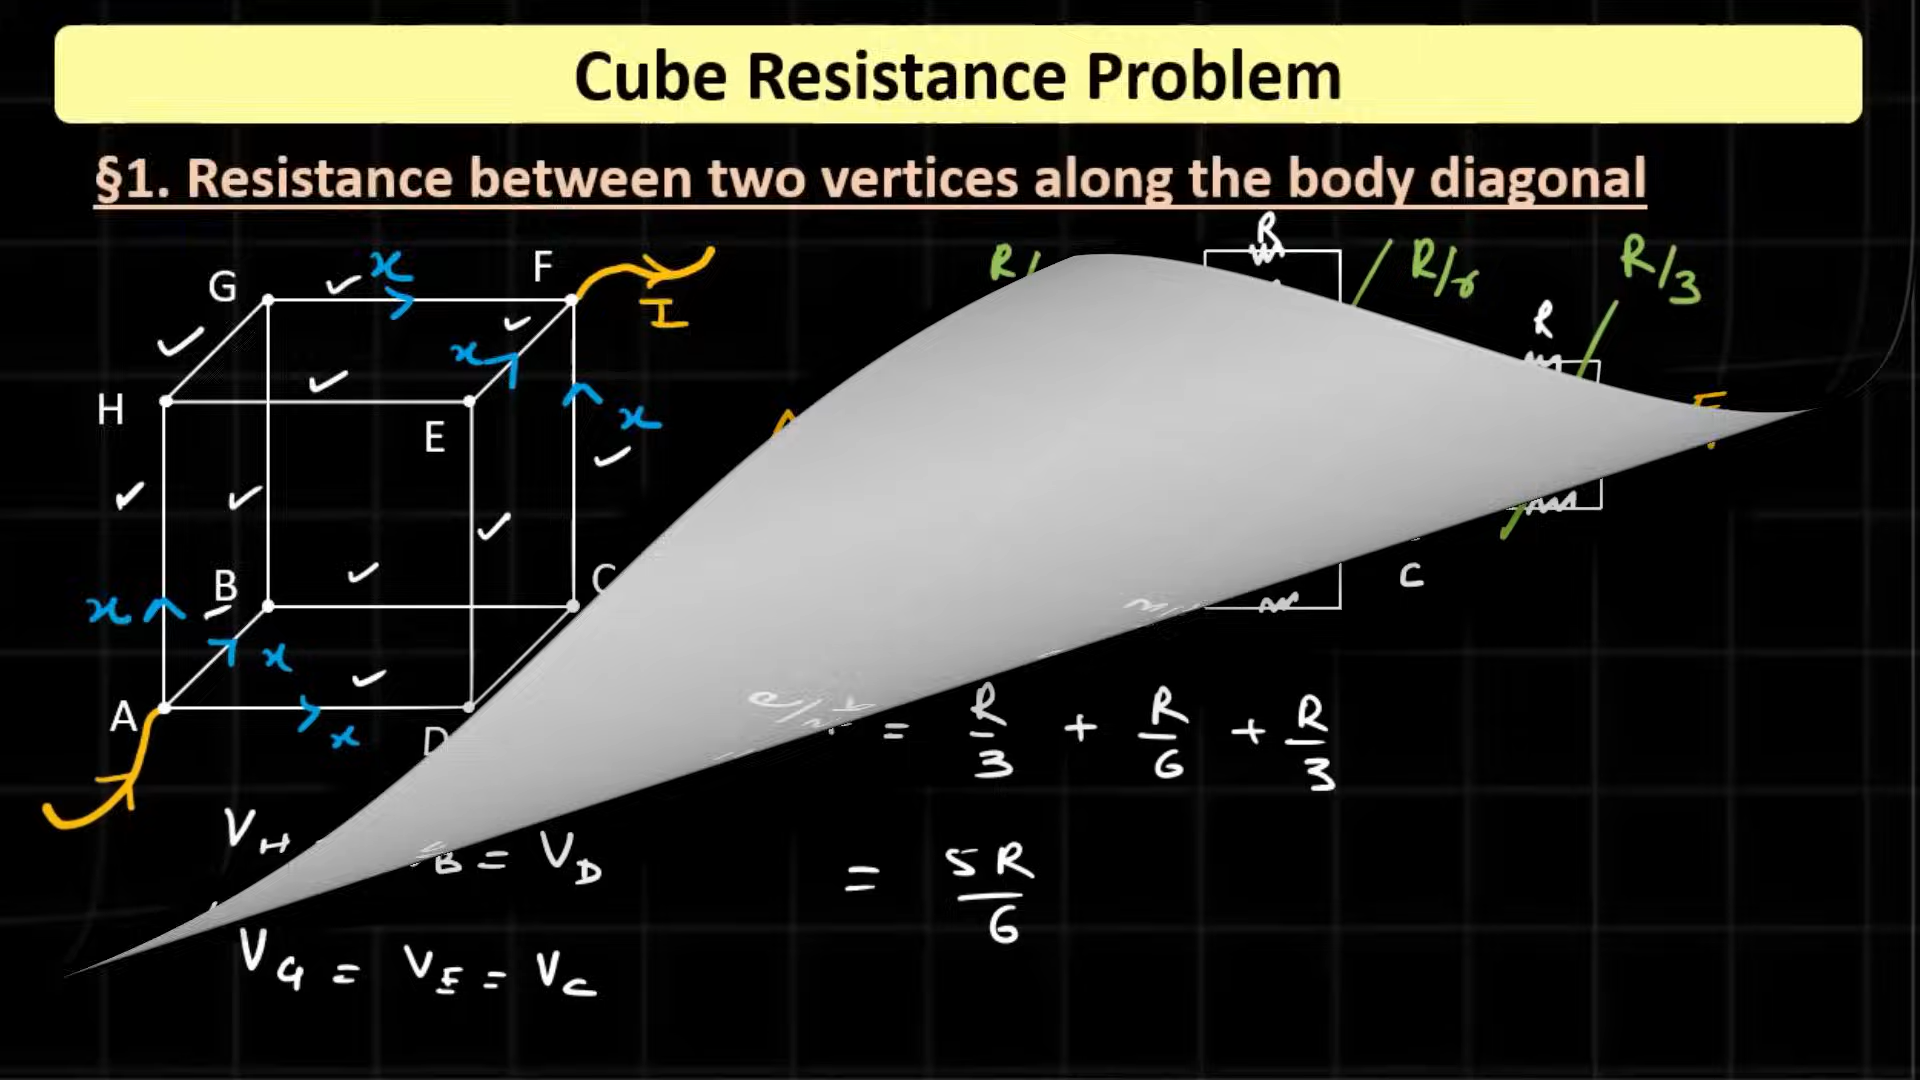 Cube Resistance Problem
§1. Resistance between two vertices along the body diagonal
G x F I
H x E x
x B x C
A x D
R/ R R/6 R/3
R
F
C
= R/3 + R/6 + R/3
V_H B = V_D
= 5R/6
V_G = V_E = V_C